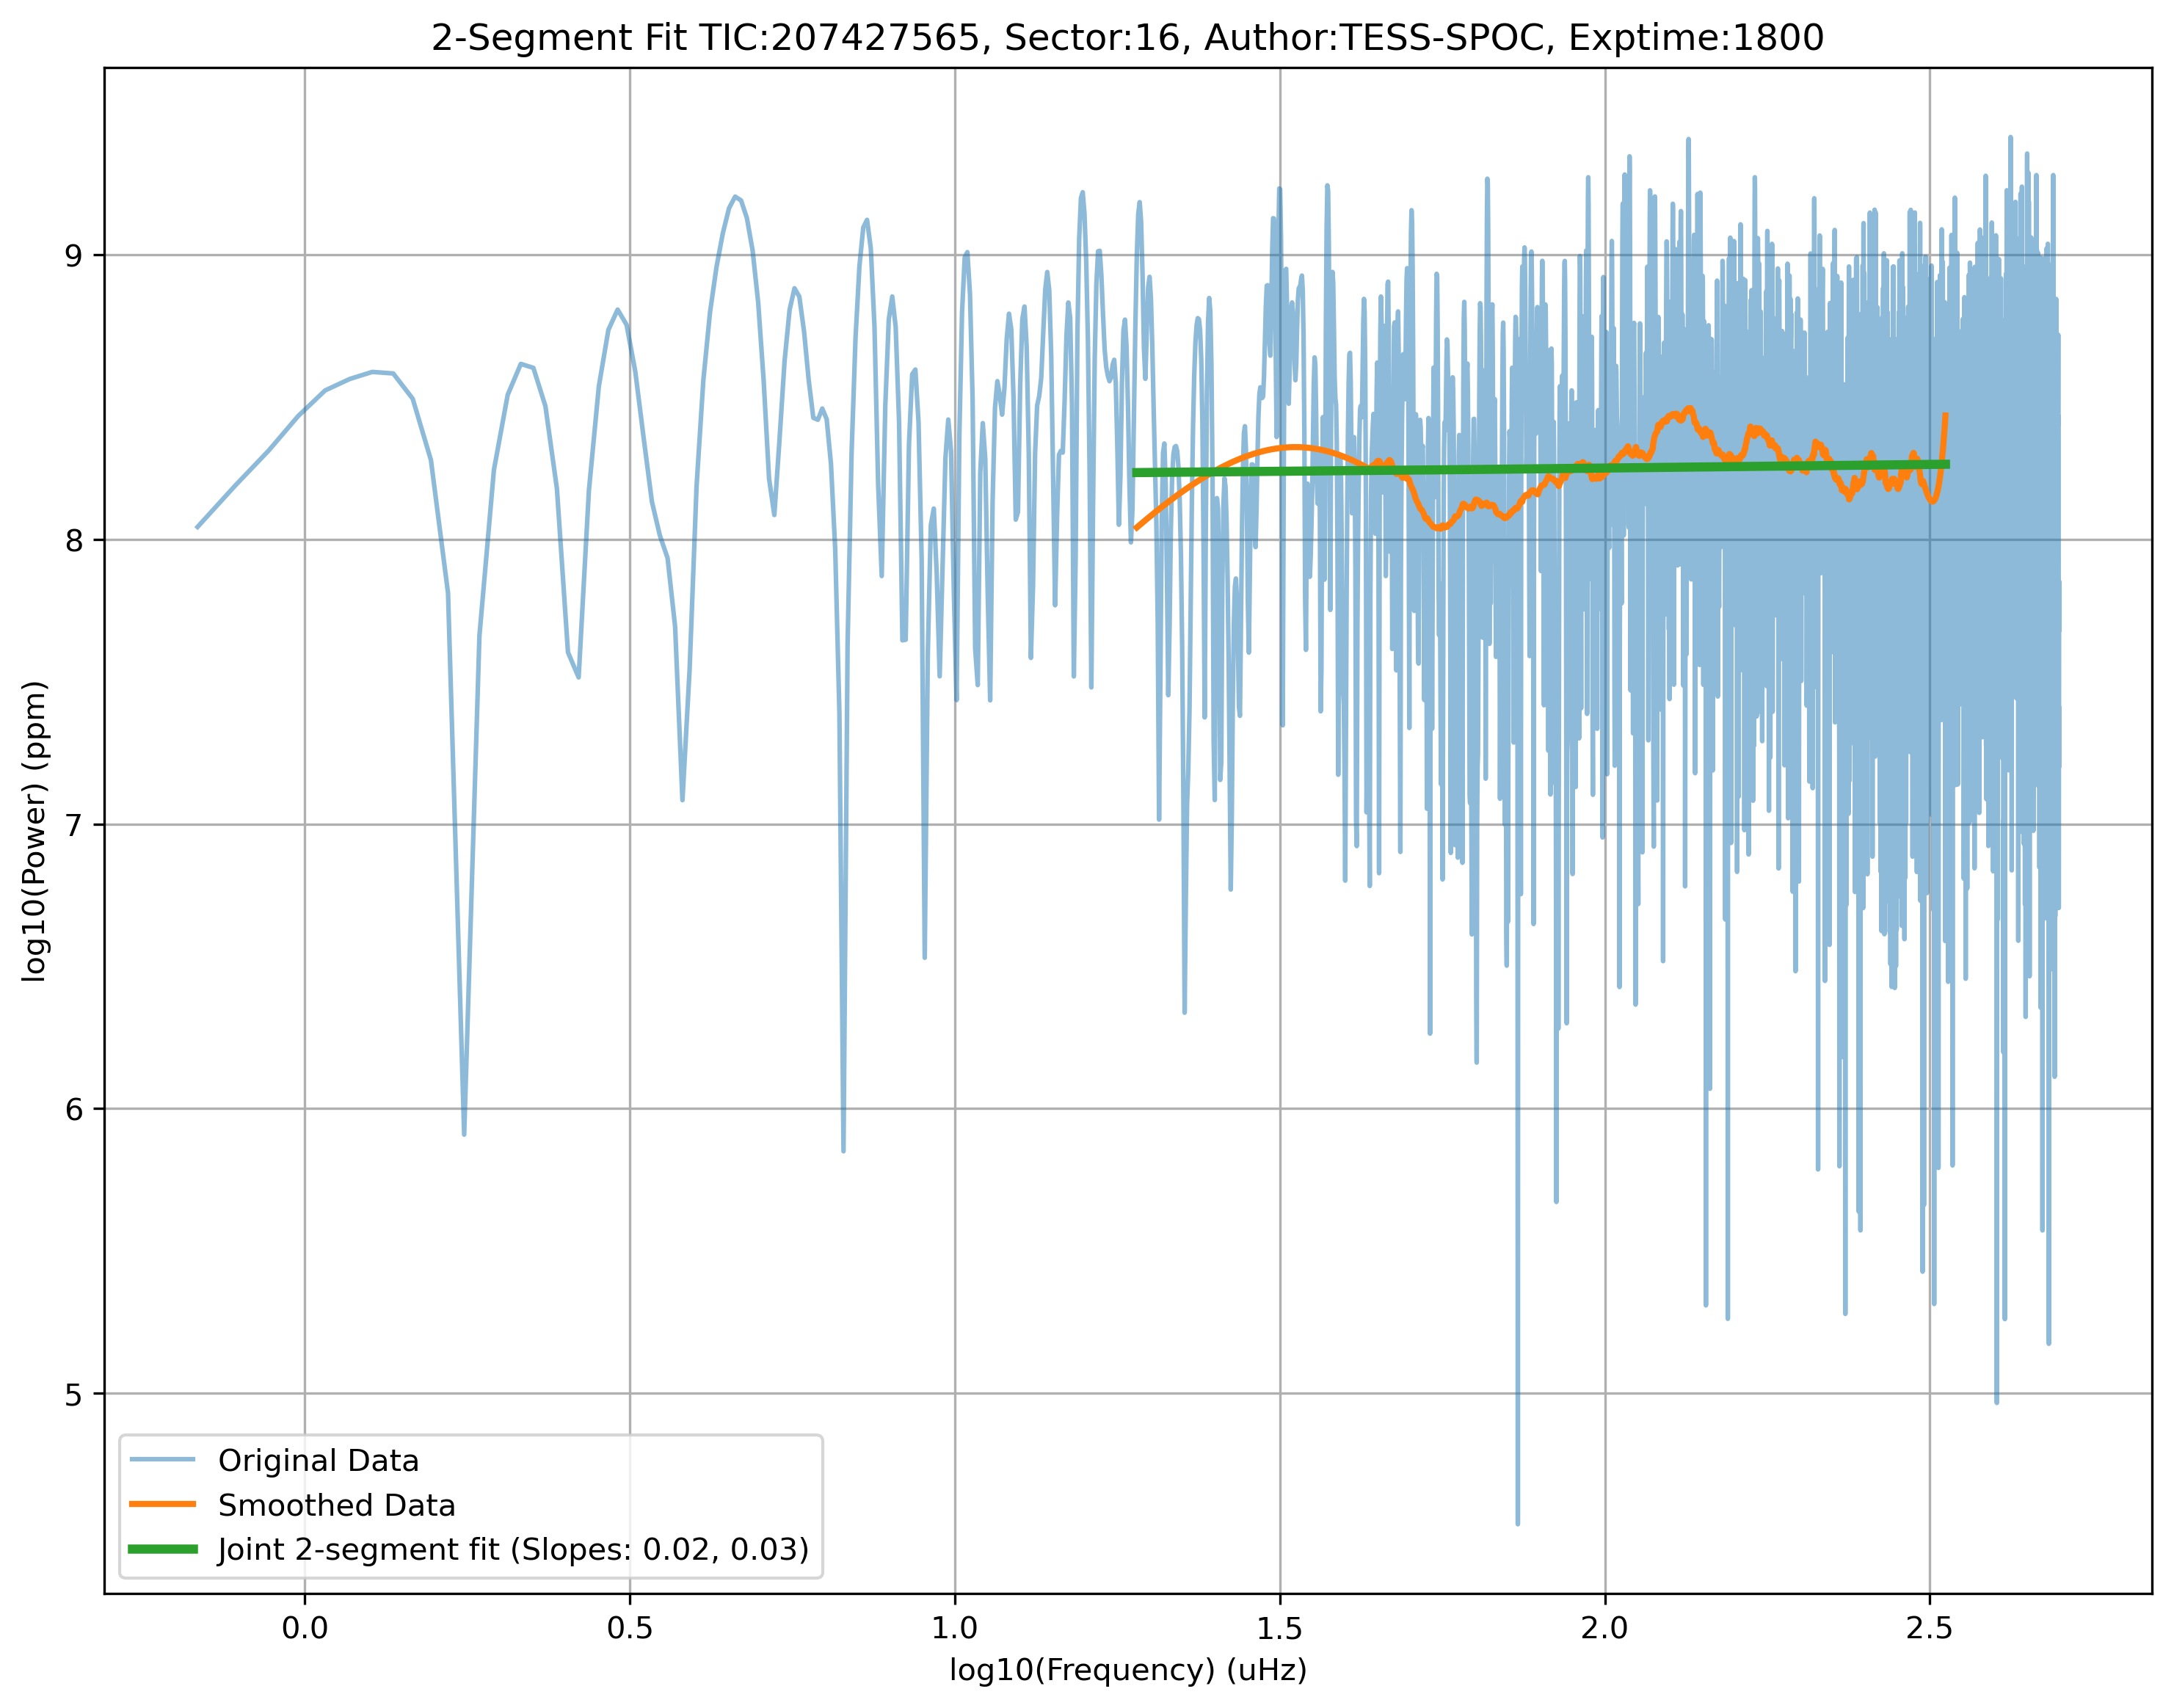 2-Segment Fit TIC:207427565, Sector:16, Author:TESS-SPOC, Exptime:1800
log10(Power) (ppm)
9
8
7
6
5
Original Data
Smoothed Data
Joint 2-segment fit (Slopes: 0.02, 0.03)
0.0 0.5 1.0 1.5 2.0 2.5
log10(Frequency) (uHz)